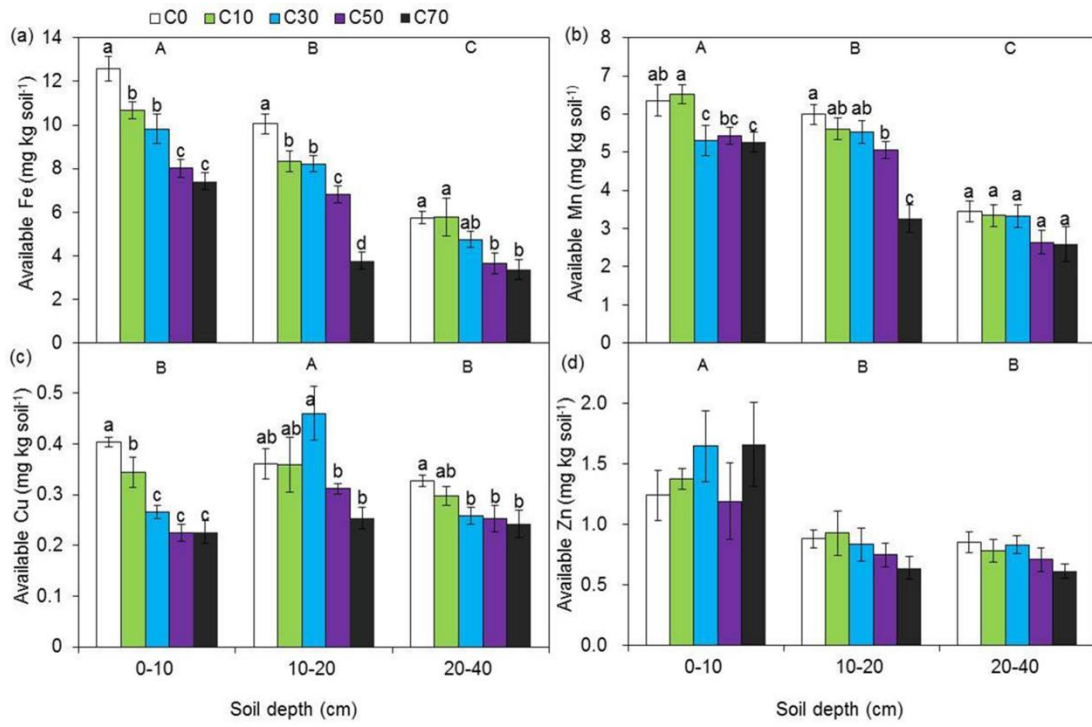 C0 C10 C30 C50 C70
(a)
Available Fe (mg kg soil-1)
14
12
10
8
6
4
2
0
A B C
a b b c c
a b b c d
a a ab b b
(b)
Available Mn (mg kg soil-1)
8
7
6
5
4
3
2
1
0
A B C
ab a c bc c
a ab ab b c
a a a a a
(c)
Available Cu (mg kg soil-1)
0.5
0.4
0.3
0.2
0.1
0
B A B
a b c c c
ab ab a b b
a ab b b b
0-10 10-20 20-40
Soil depth (cm)
(d)
Available Zn (mg kg soil-1)
2.0
1.5
1.0
0.5
0.0
A B B
0-10 10-20 20-40
Soil depth (cm)